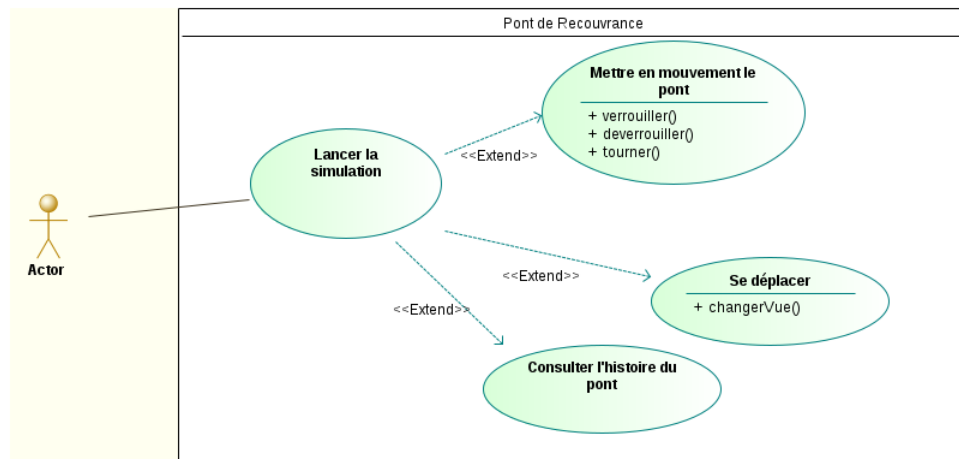 Pont de Recouvrance
Mettre en mouvement le
pont
+ verrouiller()
+ deverrouiller()
+ tourner()
<<Extend>>
Lancer la
simulation
Actor
<<Extend>>
Se déplacer
+ changerVue()
<<Extend>>
Consulter l'histoire du
pont